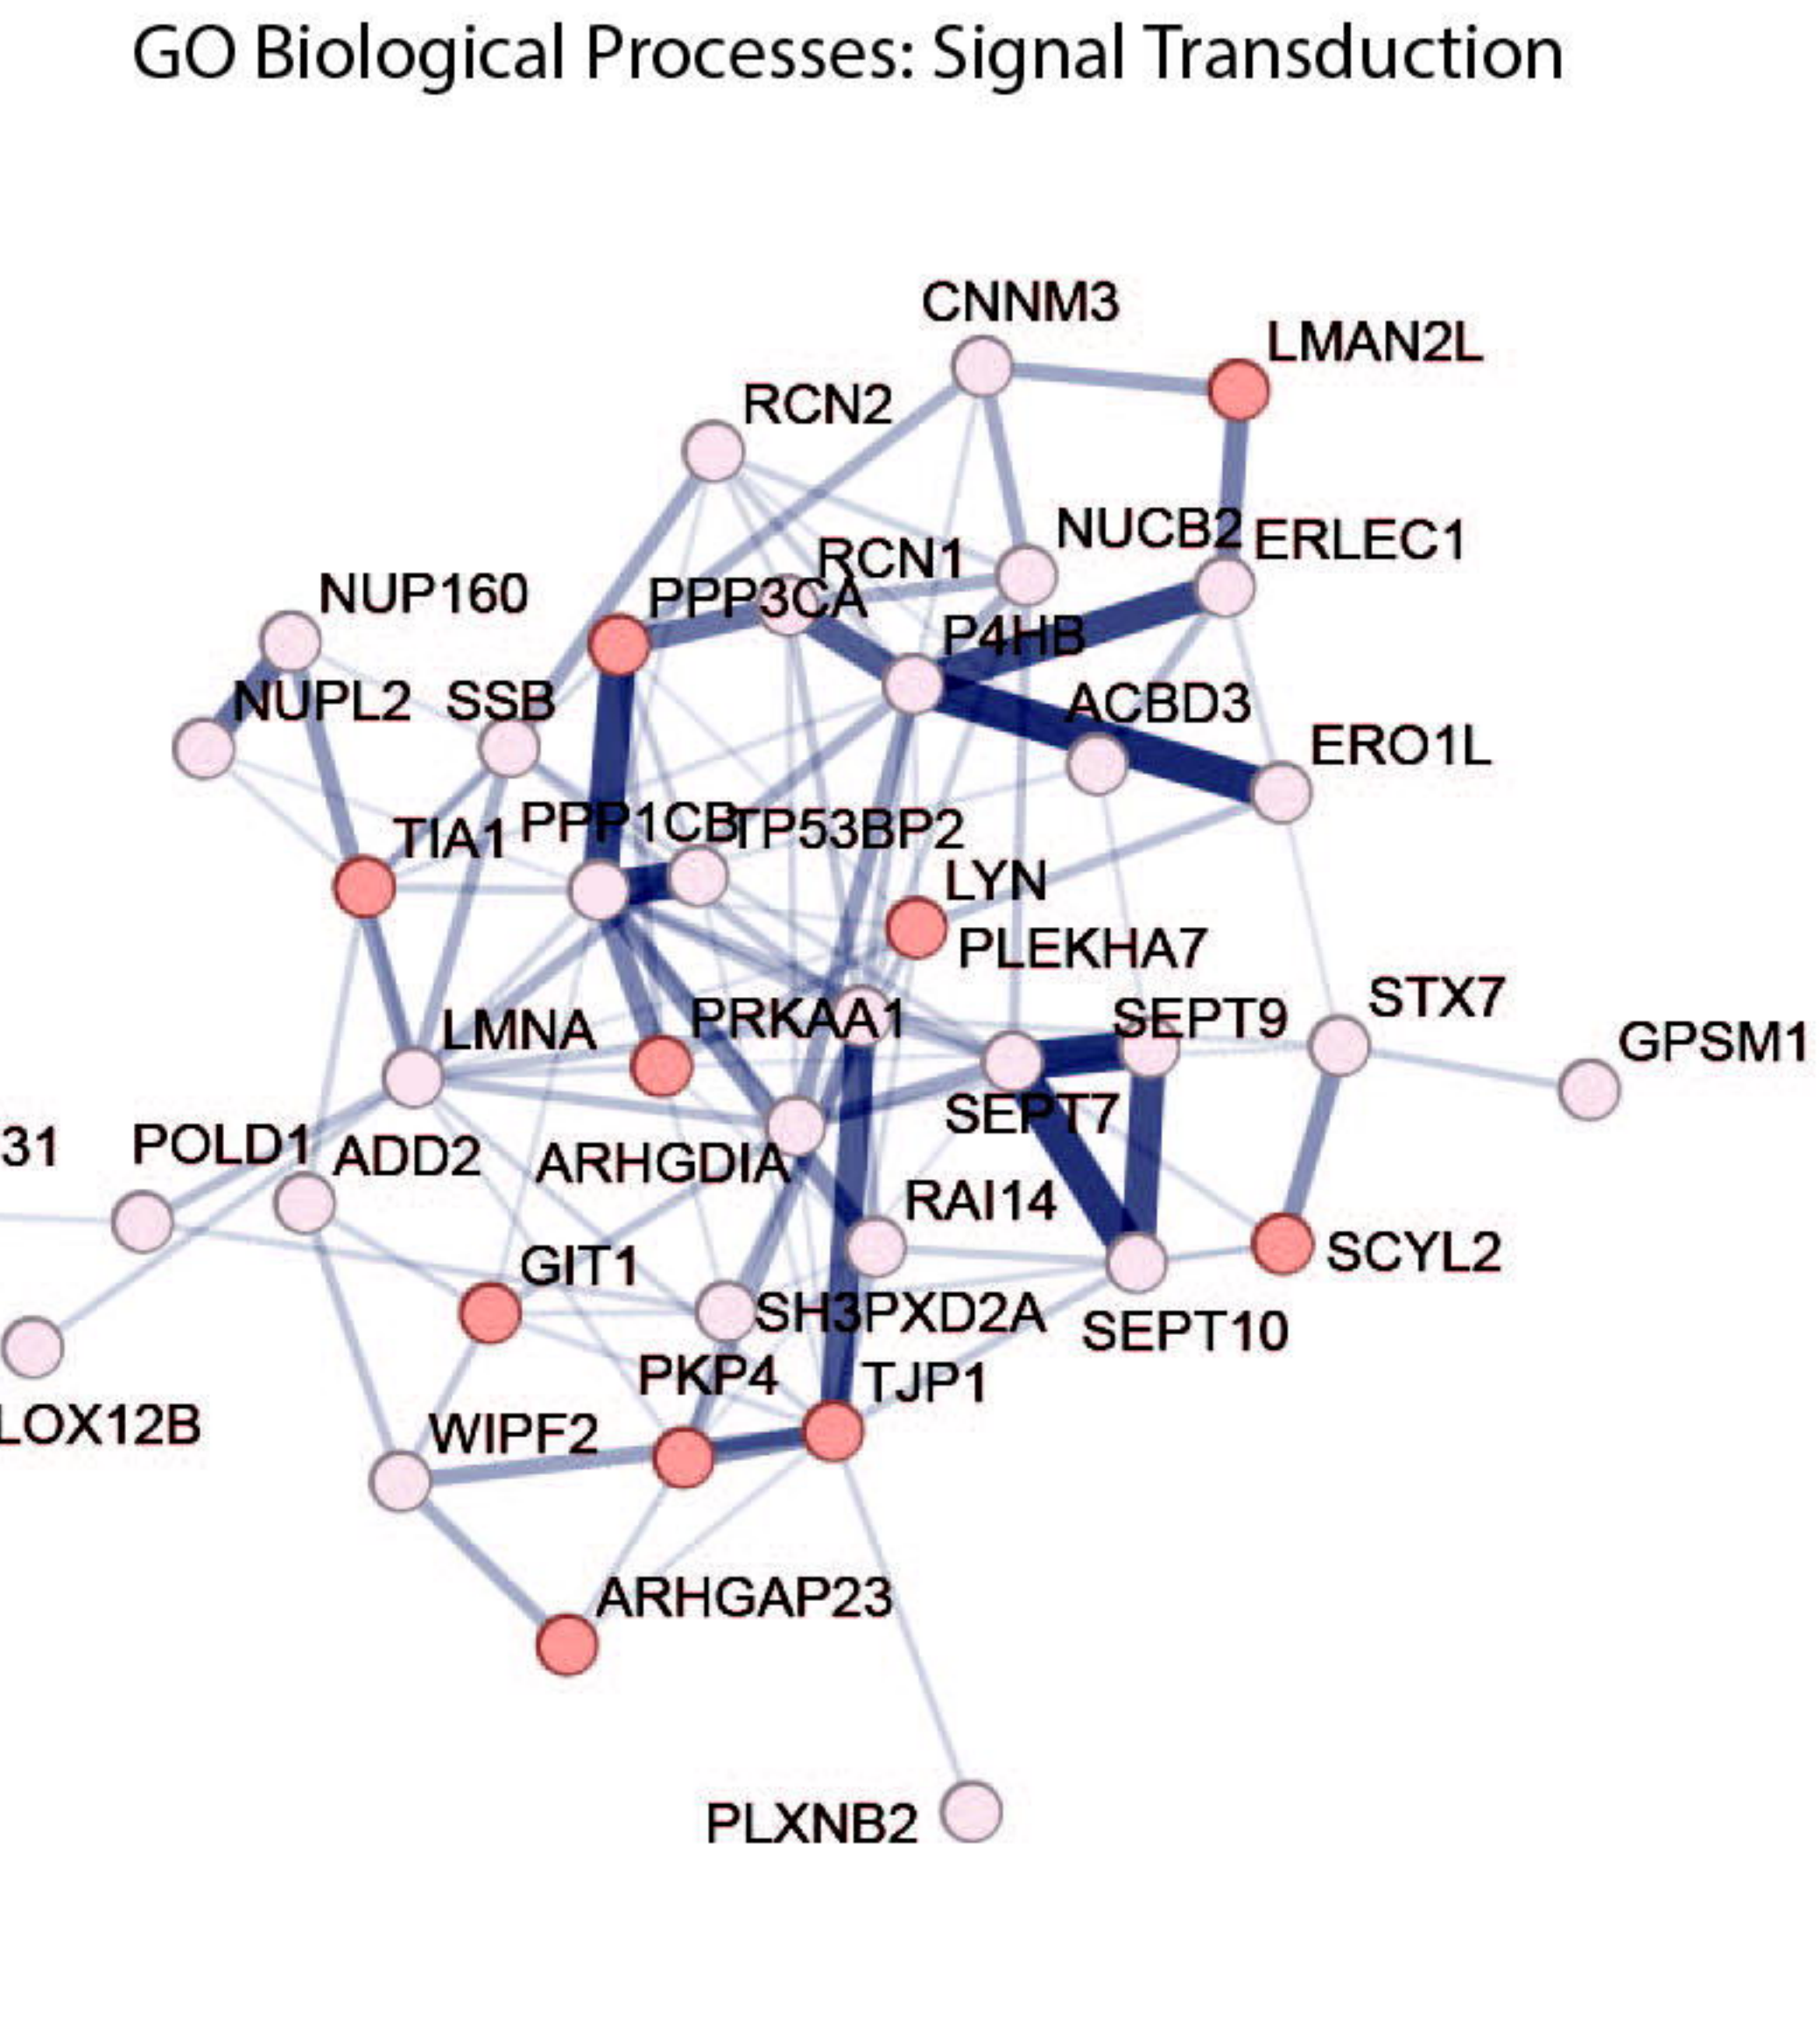 GO Biological Processes: Signal Transduction
CNNM3
LMAN2L
RCN2
NUCB2
ERLEC1
RCN1
NUP160
PPP3CA
P4HB
NUPL2
SSB
ACBD3
ERO1L
TIA1
PPP1CB
TP53BP2
LYN
PLEKHA7
STX7
LMNA
PRKAA1
SEPT9
GPSM1
SEPT7
31
POLD1
ADD2
ARHGDIA
RAI14
GIT1
SCYL2
SH3PXD2A
SEPT10
PKP4
TJP1
LOX12B
WIPF2
ARHGAP23
PLXNB2